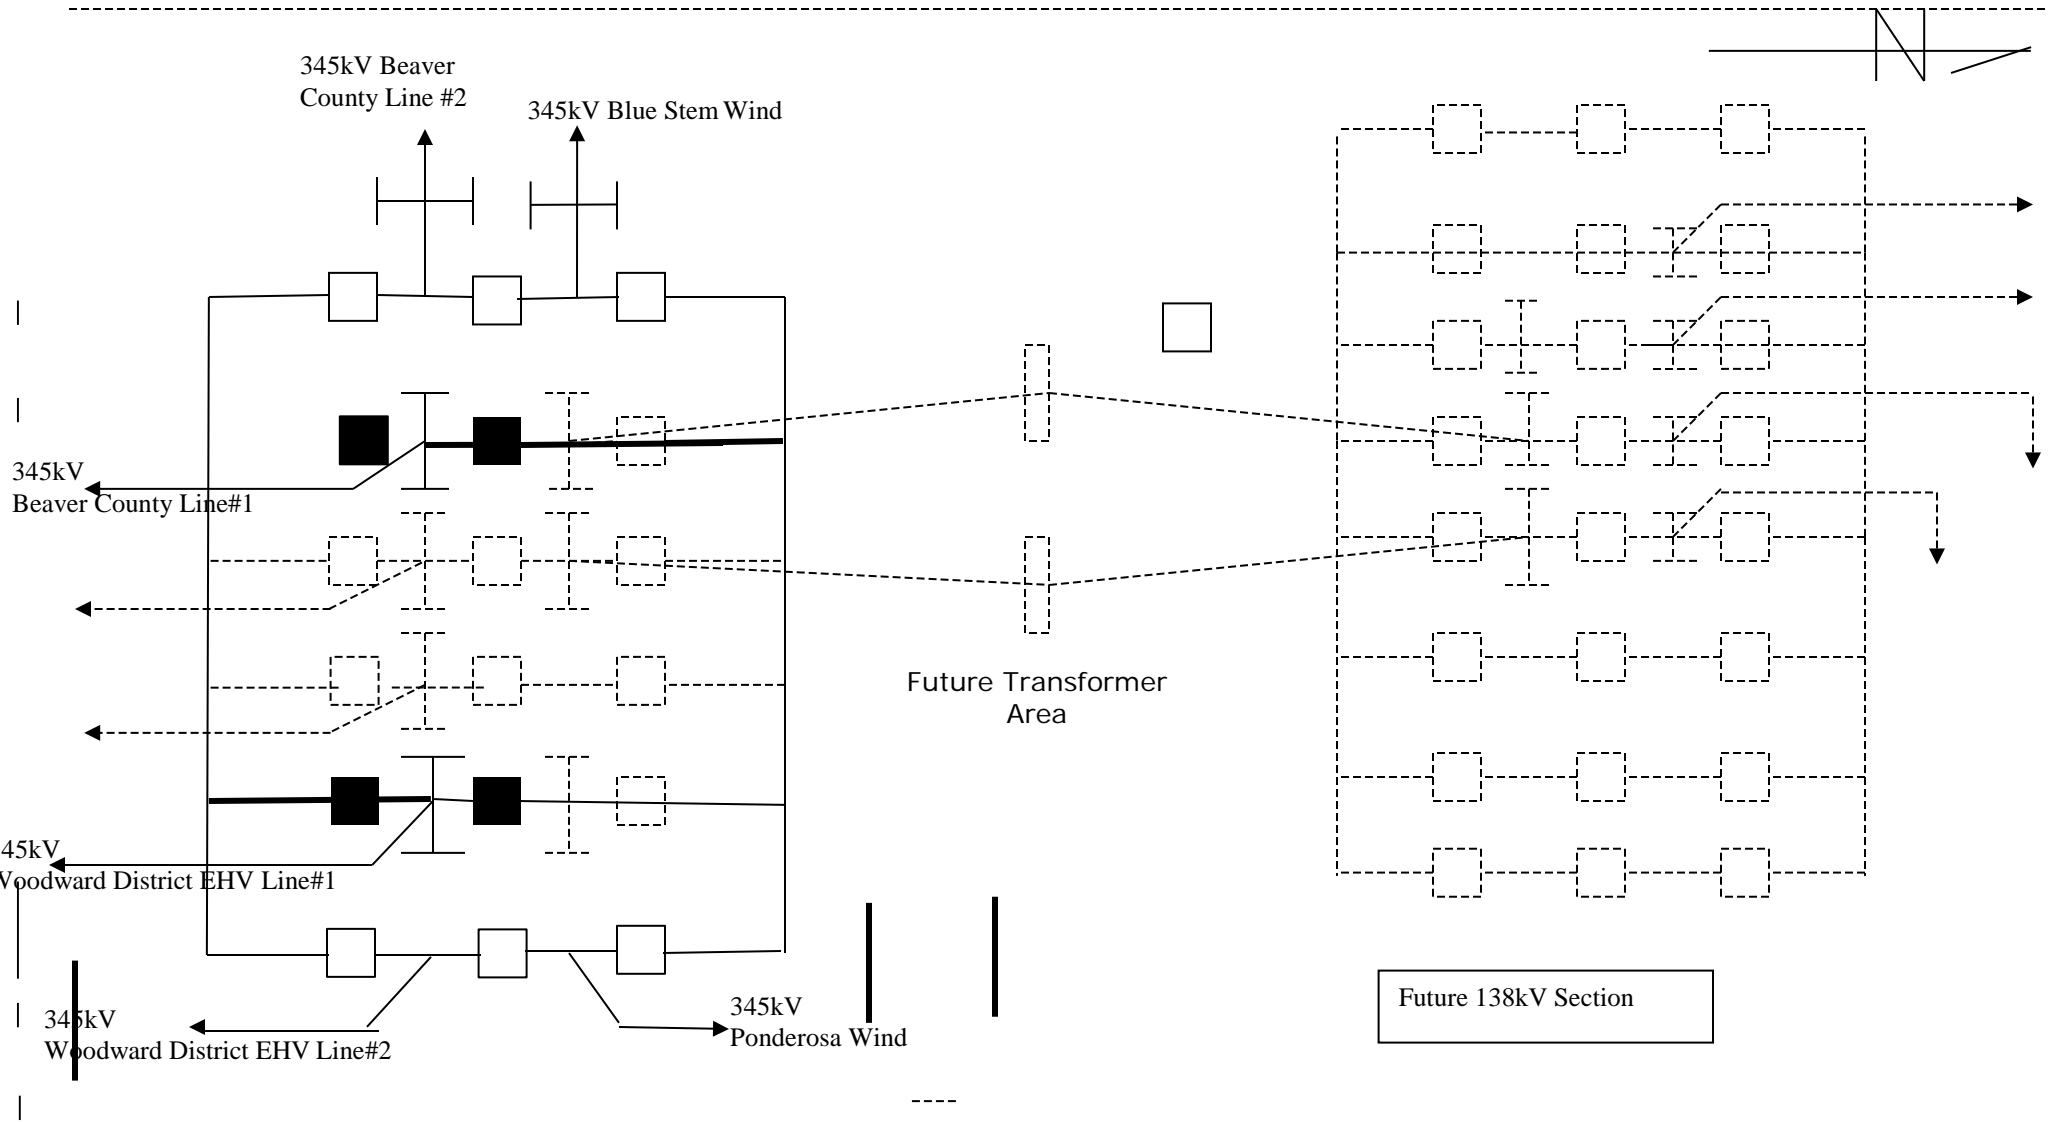 345kV Beaver
County Line #2
345kV Blue Stem Wind
N
345kV
Beaver County Line#1
Future Transformer
Area
45kV
Woodward District EHV Line#1
345kV
Woodward District EHV Line#2
345kV
Ponderosa Wind
Future 138kV Section